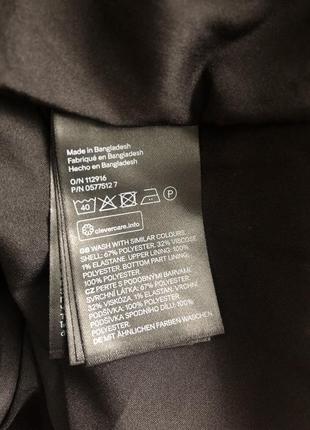 Made in Bangladesh
Fabriqué en Bangladesh
Hecho en Bangladesh
O/N 112916
P/N 0577512 7
40
P
clevercare.info
GB WASH WITH SIMILAR COLOURS.
SHELL: 67% POLYESTER, 32% VISCOSE
1% ELASTANE UPPER LINING: 100%
POLYESTER, BOTTOM PART LINING:
100% POLYESTER.
CZ PERTE S PODOBNÝMI BARVAMI.
SVRCHNÍ LÁTKA: 67% POLYESTER
32% VISKÓZA, 1% ELASTAN.
PODŠÍVKA: 100% POLYESTER
PODŠÍVKA SPODNÍHO DÍLU: 100%
POLYESTER.
DE MIT ÄHNLICHEN FARBEN WASCHEN.